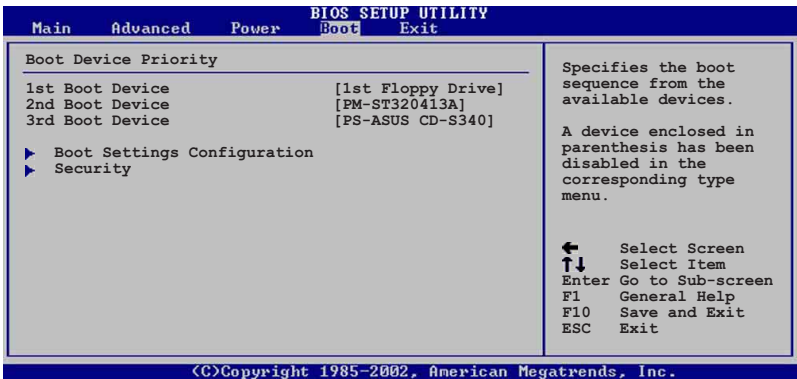 BIOS SETUP UTILITY
Main Advanced Power Boot Exit
Boot Device Priority
1st Boot Device [1st Floppy Drive]
2nd Boot Device [PM-ST320413A]
3rd Boot Device [PS-ASUS CD-S340]
Boot Settings Configuration
Security
Specifies the boot
sequence from the
available devices.
A device enclosed in
parenthesis has been
disabled in the
corresponding type
menu.
← Select Screen
↑↓ Select Item
Enter Go to Sub-screen
F1 General Help
F10 Save and Exit
ESC Exit
(C)Copyright 1985-2002, American Megatrends, Inc.